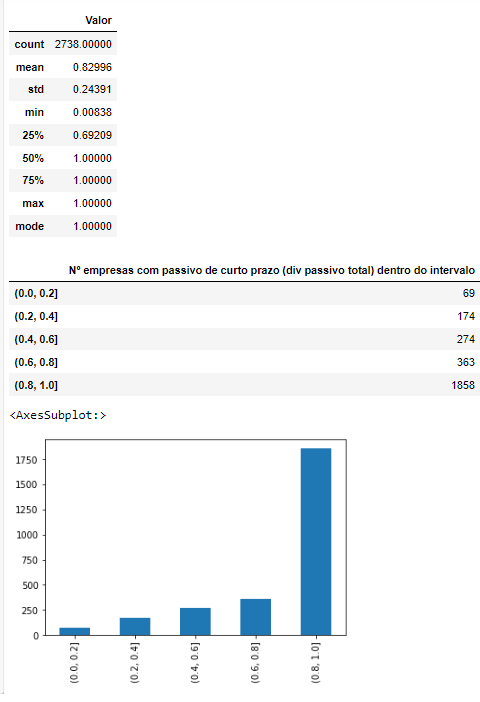 Valor
count 2738.00000
mean 0.82996
std 0.24391
min 0.00838
25% 0.69209
50% 1.00000
75% 1.00000
max 1.00000
mode 1.00000
Nº empresas com passivo de curto prazo (div passivo total) dentro do intervalo
(0.0, 0.2] 69
(0.2, 0.4] 174
(0.4, 0.6] 274
(0.6, 0.8] 363
(0.8, 1.0] 1858
<AxesSubplot:>
1750
1500
1250
1000
750
500
250
0
(0.0, 0.2]
(0.2, 0.4]
(0.4, 0.6]
(0.6, 0.8]
(0.8, 1.0]